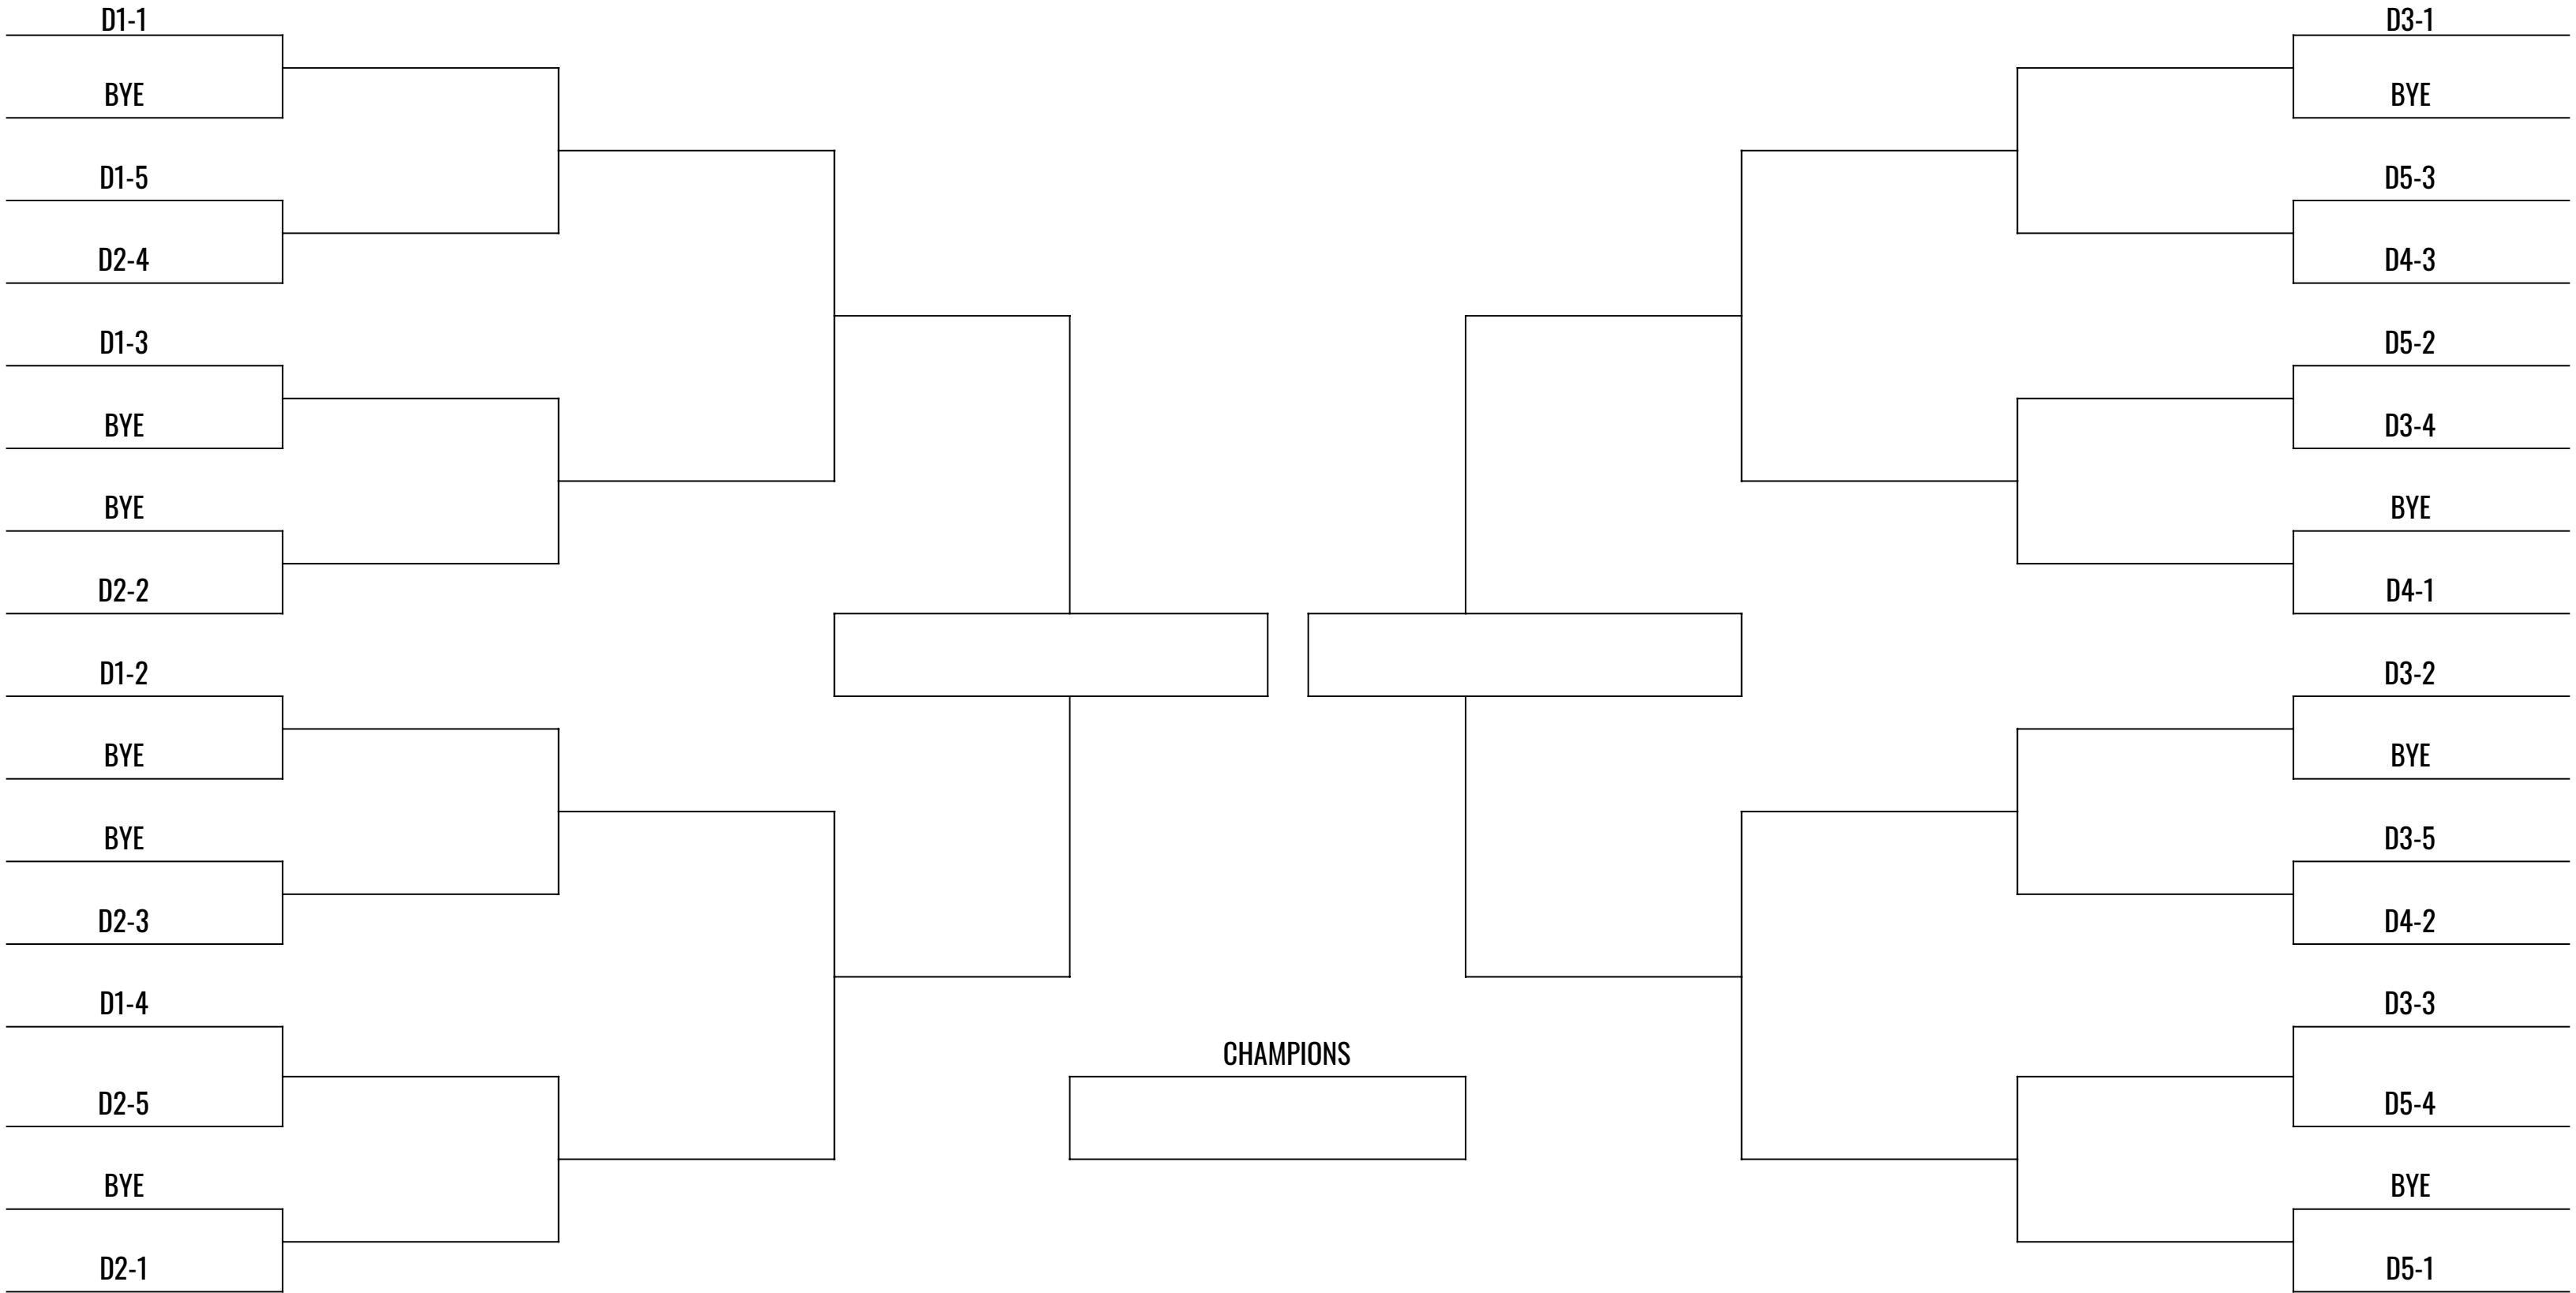 D1-1
BYE
D1-5
D2-4
D1-3
BYE
BYE
D2-2
D1-2
BYE
BYE
D2-3
D1-4
D2-5
BYE
D2-1
CHAMPIONS
D3-1
BYE
D5-3
D4-3
D5-2
D3-4
BYE
D4-1
D3-2
BYE
D3-5
D4-2
D3-3
D5-4
BYE
D5-1